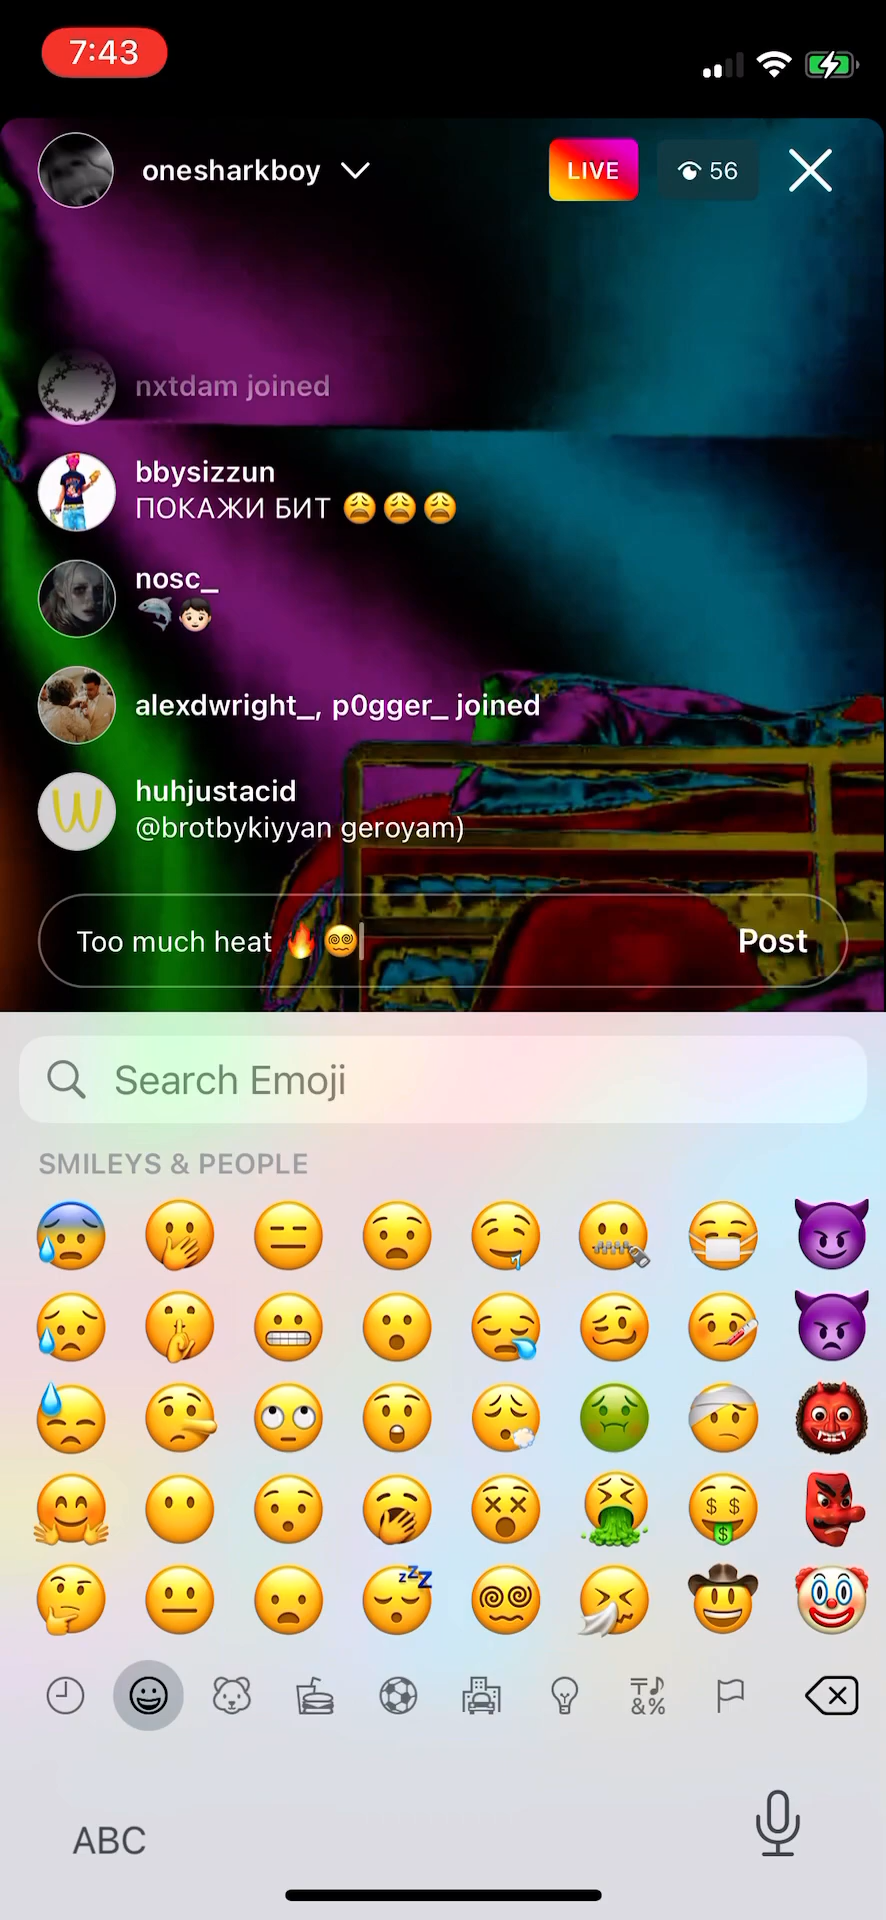 7:43
onesharkboy
LIVE
56
nxtdam joined
bbysizzun
ПОКАЖИ БИТ 😩😩😩
nosc_
🦈👦🏻
alexdwright_, p0gger_ joined
huhjustacid
@brotbykiyyan geroyam)
Too much heat 🔥😵‍💫
Post
Search Emoji
SMILEYS & PEOPLE
ABC